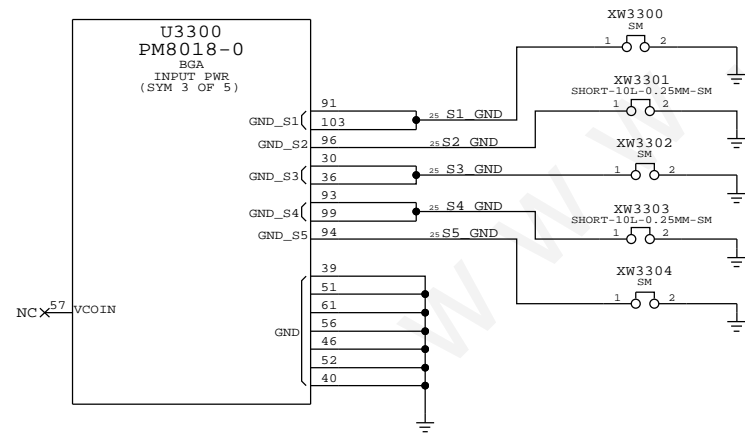 U3300
PM8018-0
BGA
INPUT PWR
(SYM 3 OF 5)
GND_S1
91
103
GND_S2
96
GND_S3
30
36
GND_S4
93
99
GND_S5
94
GND
39
51
61
56
46
52
40
NC
57
VCOIN
25 S1_GND
25 S2_GND
25 S3_GND
25 S4_GND
25 S5_GND
XW3300
SM
1 2
XW3301
SHORT-10L-0.25MM-SM
1 2
XW3302
SM
1 2
XW3303
SHORT-10L-0.25MM-SM
1 2
XW3304
SM
1 2
W W W